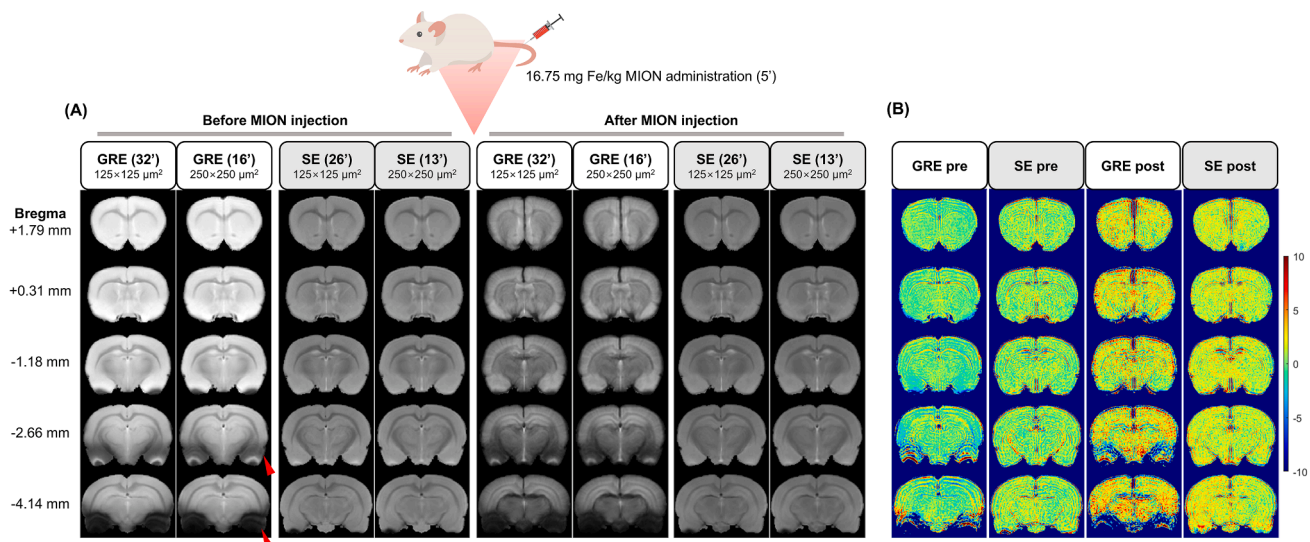 16.75 mg Fe/kg MION administration (5’)
(A)
Before MION injection
After MION injection
GRE (32’)
125×125 μm²
GRE (16’)
250×250 μm²
SE (26’)
125×125 μm²
SE (13’)
250×250 μm²
GRE (32’)
125×125 μm²
GRE (16’)
250×250 μm²
SE (26’)
125×125 μm²
SE (13’)
250×250 μm²
Bregma
+1.79 mm
+0.31 mm
-1.18 mm
-2.66 mm
-4.14 mm
(B)
GRE pre
SE pre
GRE post
SE post
10
5
0
-5
-10